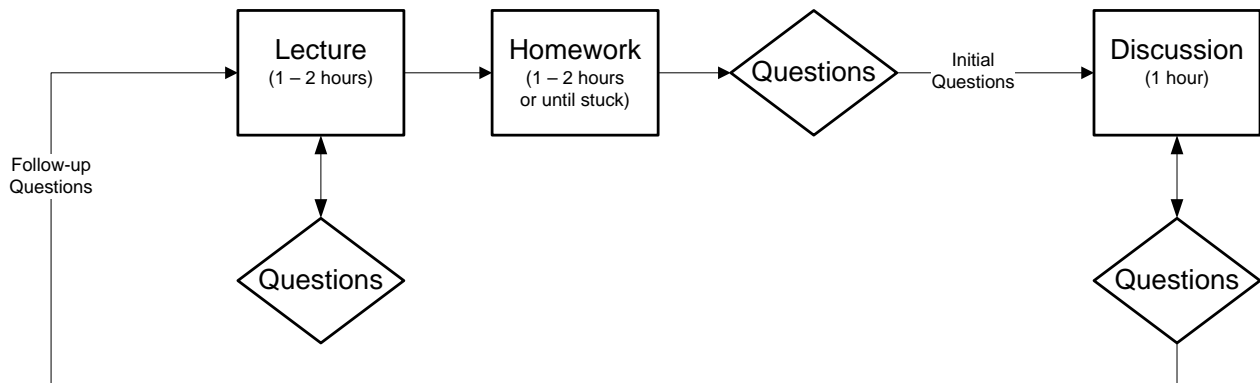 Lecture
(1 – 2 hours)
Homework
(1 – 2 hours
or until stuck)
Questions
Initial
Questions
Discussion
(1 hour)
Follow-up
Questions
Questions
Questions